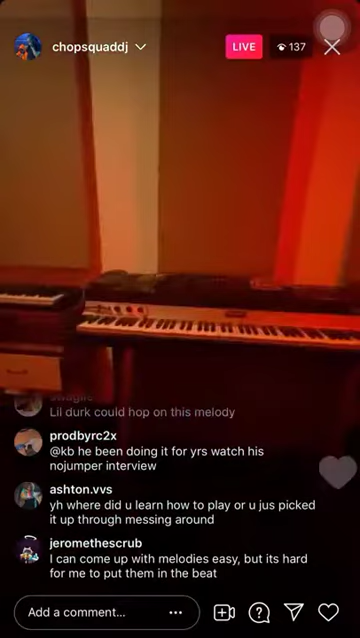 chopsquaddj
LIVE
137
swaglie
Lil durk could hop on this melody
prodbyrc2x
@kb he been doing it for yrs watch his
nojumper interview
ashton.vvs
yh where did u learn how to play or u jus picked
it up through messing around
jeromethescrub
I can come up with melodies easy, but its hard
for me to put them in the beat
Add a comment...